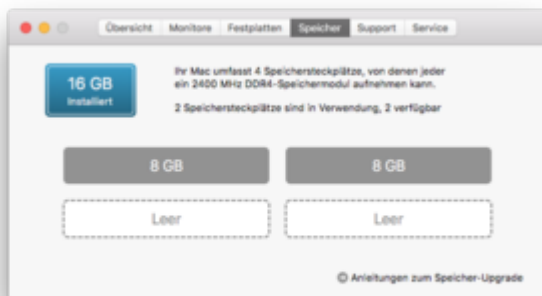 Übersicht Monitore Festplatten Speicher Support Service
16 GB
Installiert
Ihr Mac umfasst 4 Speichersteckplätze, von denen jeder
ein 2400 MHz DDR4-Speichermodul aufnehmen kann.
2 Speichersteckplätze sind in Verwendung, 2 verfügbar
8 GB 8 GB
Leer Leer
Anleitungen zum Speicher-Upgrade